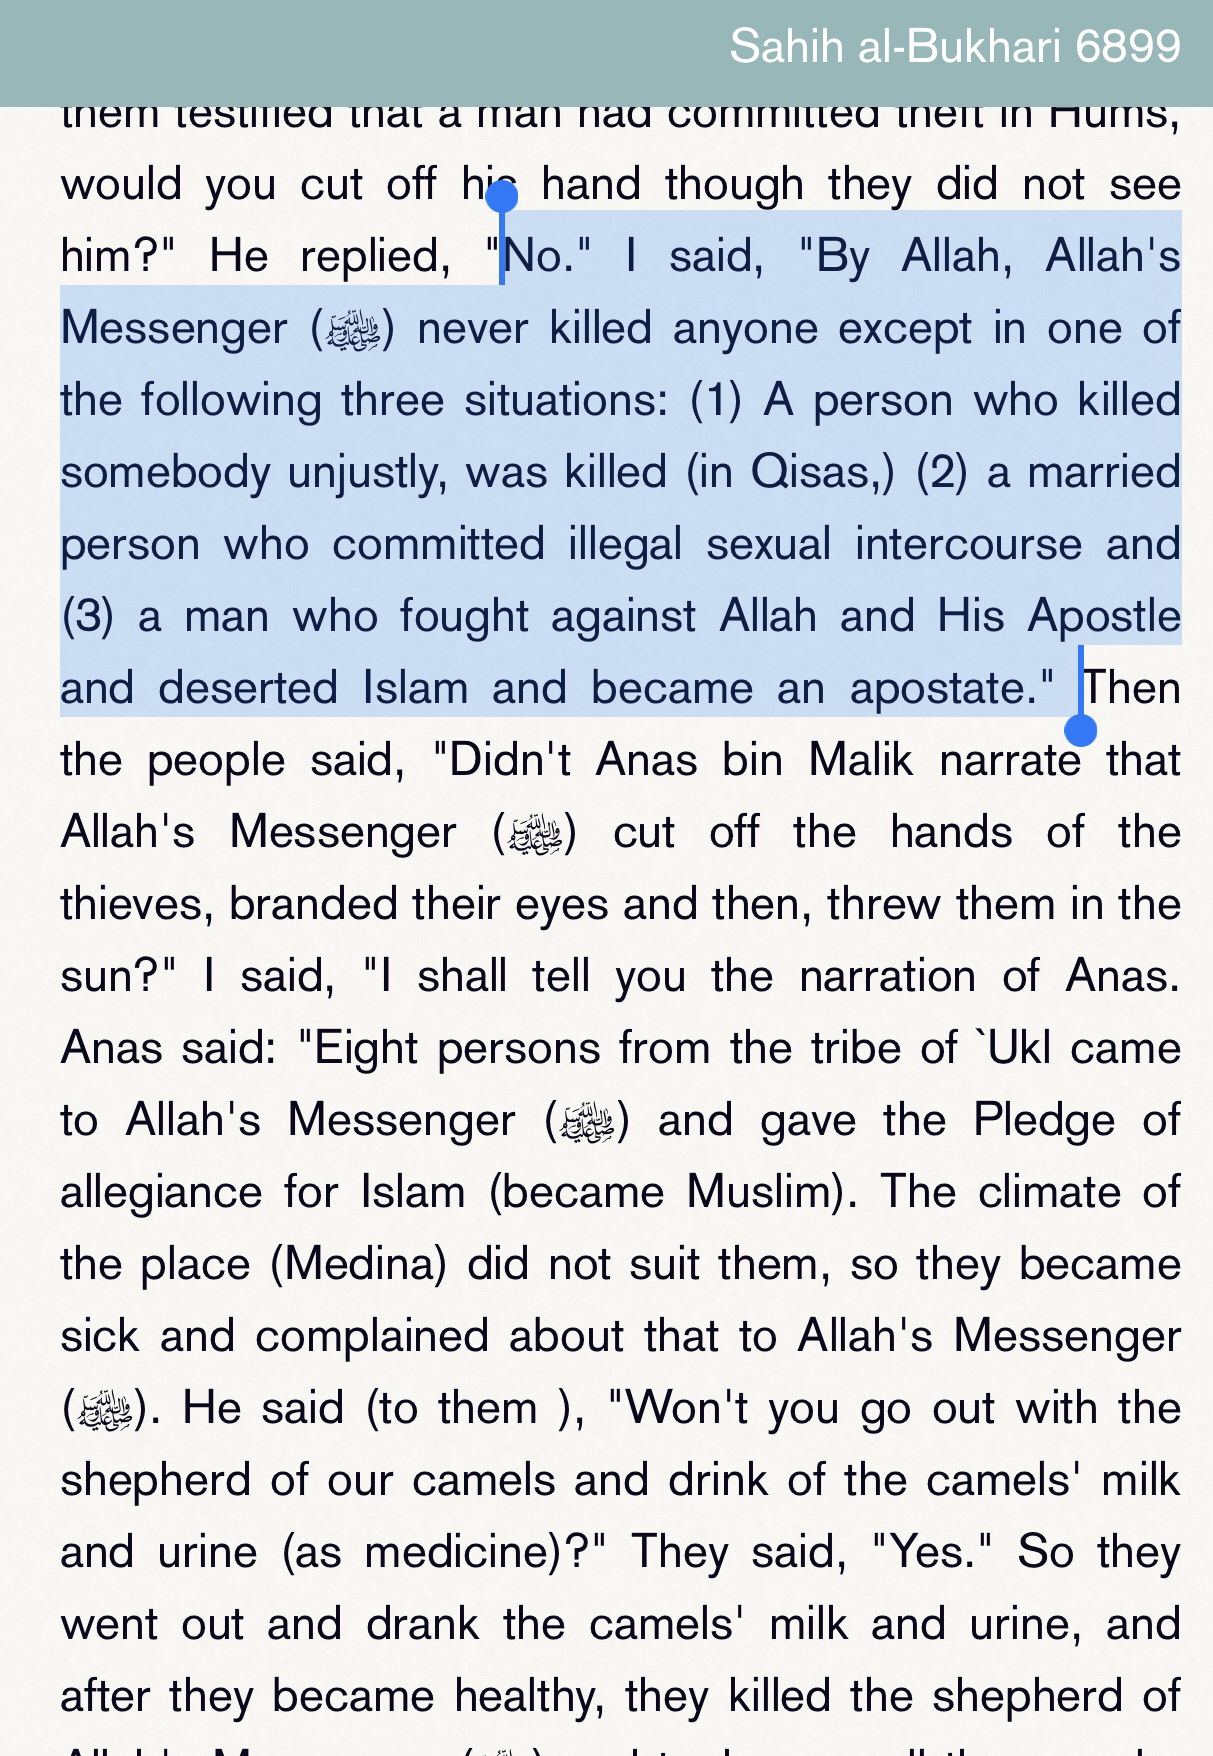 Sahih al-Bukhari 6899
them testified that a man had committed theft in Hums,
would you cut off his hand though they did not see
him?" He replied, "No." I said, "By Allah, Allah's
Messenger (ﷺ) never killed anyone except in one of
the following three situations: (1) A person who killed
somebody unjustly, was killed (in Qisas,) (2) a married
person who committed illegal sexual intercourse and
(3) a man who fought against Allah and His Apostle
and deserted Islam and became an apostate." Then
the people said, "Didn't Anas bin Malik narrate that
Allah's Messenger (ﷺ) cut off the hands of the
thieves, branded their eyes and then, threw them in the
sun?" I said, "I shall tell you the narration of Anas.
Anas said: "Eight persons from the tribe of `Ukl came
to Allah's Messenger (ﷺ) and gave the Pledge of
allegiance for Islam (became Muslim). The climate of
the place (Medina) did not suit them, so they became
sick and complained about that to Allah's Messenger
(ﷺ). He said (to them ), "Won't you go out with the
shepherd of our camels and drink of the camels' milk
and urine (as medicine)?" They said, "Yes." So they
went out and drank the camels' milk and urine, and
after they became healthy, they killed the shepherd of